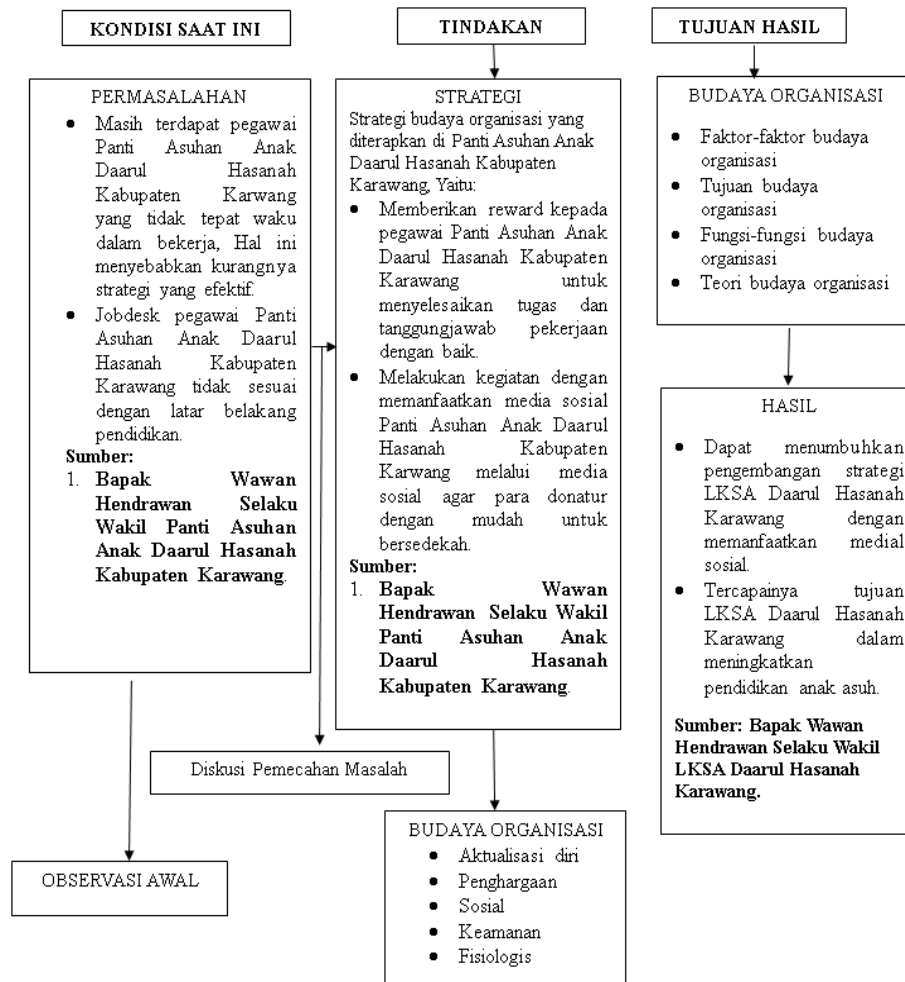 KONDISI SAAT INI
PERMASALAHAN
• Masih terdapat pegawai
Panti Asuhan Anak
Daarul Hasanah
Kabupaten Karwang
yang tidak tepat waku
dalam bekerja, Hal ini
menyebabkan kurangnya
strategi yang efektif.
• Jobdesk pegawai Panti
Asuhan Anak Daarul
Hasanah Kabupaten
Karawang tidak sesuai
dengan latar belakang
pendidikan.
Sumber:
1. Bapak Wawan
Hendrawan Selaku
Wakil Panti Asuhan
Anak Daarul Hasanah
Kabupaten Karawang.
OBSERVASI AWAL
TINDAKAN
STRATEGI
Strategi budaya organisasi yang
diterapkan di Panti Asuhan Anak
Daarul Hasanah Kabupaten
Karawang, Yaitu:
• Memberikan reward kepada
pegawai Panti Asuhan Anak
Daarul Hasanah Kabupaten
Karawang untuk
menyelesaikan tugas dan
tanggungjawab pekerjaan
dengan baik.
• Melakukan kegiatan dengan
memanfaatkan media sosial
Panti Asuhan Anak Daarul
Hasanah Kabupaten
Karwang melalui media
sosial agar para donatur
dengan mudah untuk
bersedekah.
Sumber:
1. Bapak Wawan
Hendrawan Selaku Wakil
Panti Asuhan Anak
Daarul Hasanah
Kabupaten Karawang.
Diskusi Pemecahan Masalah
BUDAYA ORGANISASI
• Aktualisasi diri
• Penghargaan
• Sosial
• Keamanan
• Fisiologis
TUJUAN HASIL
BUDAYA ORGANISASI
• Faktor-faktor budaya
organisasi
• Tujuan budaya
organisasi
• Fungsi-fungsi budaya
organisasi
• Teori budaya organisasi
HASIL
• Dapat menumbuhkan
pengembangan strategi
LKSA Daarul Hasanah
Karawang dengan
memanfaatkan medial
sosial.
• Tercapainya tujuan
LKSA Daarul Hasanah
Karawang dalam
meningkatkan
pendidikan anak asuh.
Sumber: Bapak Wawan
Hendrawan Selaku Wakil
LKSA Daarul Hasanah
Karawang.